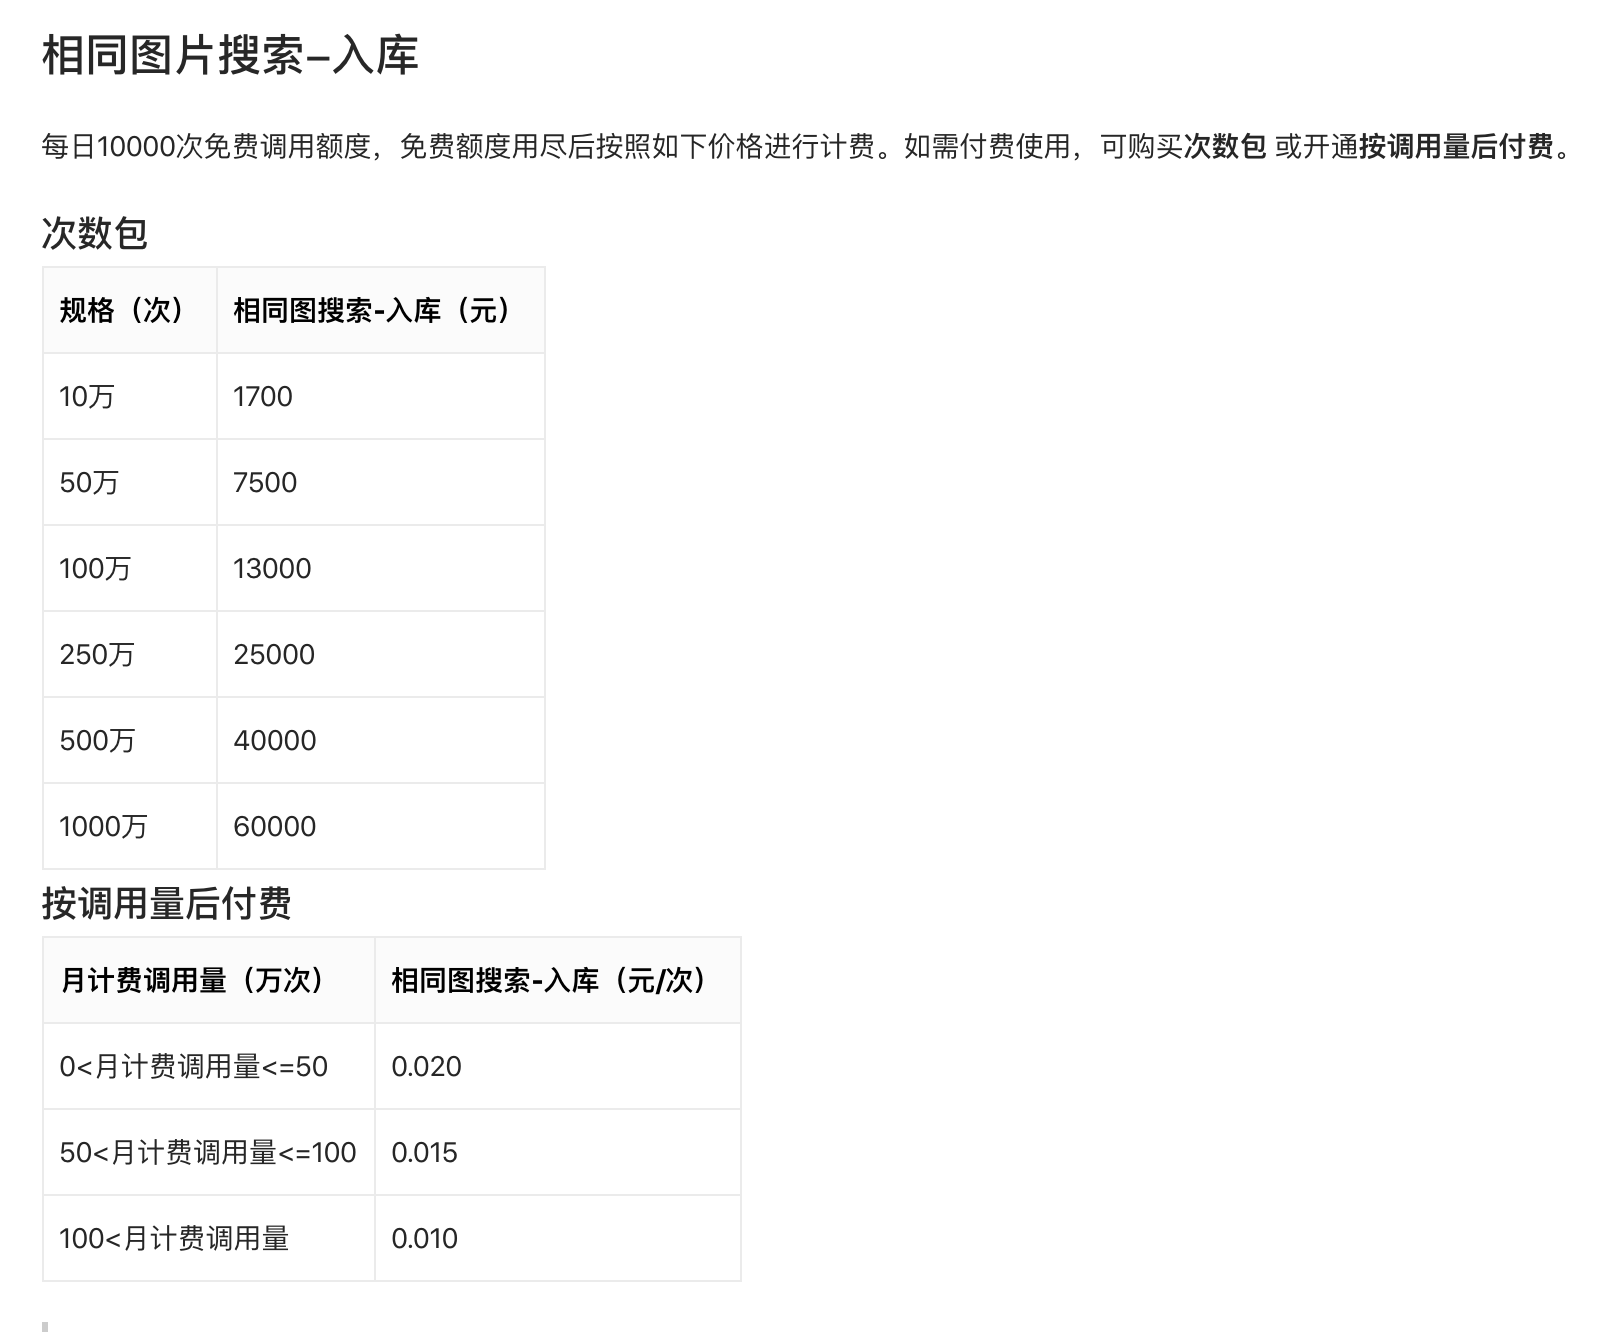 相同图片搜索–入库
每日10000次免费调用额度，免费额度用尽后按照如下价格进行计费。如需付费使用，可购买次数包 或开通按调用量后付费。
次数包
规格（次） 相同图搜索-入库（元）
10万 1700
50万 7500
100万 13000
250万 25000
500万 40000
1000万 60000
按调用量后付费
月计费调用量（万次） 相同图搜索-入库（元/次）
0<月计费调用量<=50 0.020
50<月计费调用量<=100 0.015
100<月计费调用量 0.010